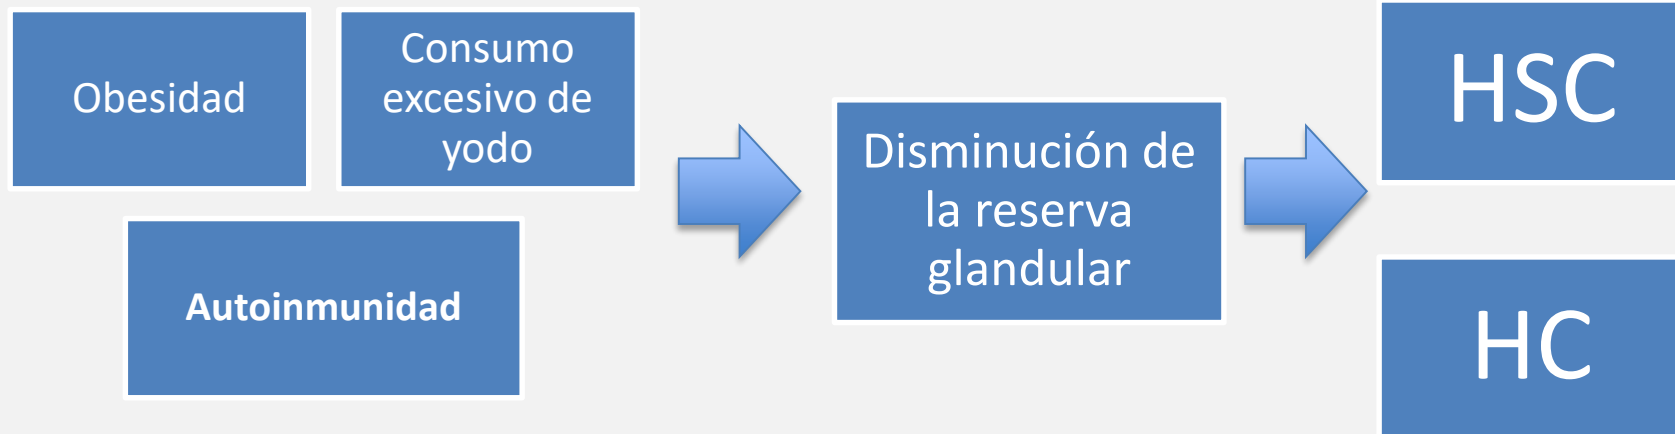 Obesidad
Consumo
excesivo de
yodo
Autoinmunidad
Disminución de
la reserva
glandular
HSC
HC